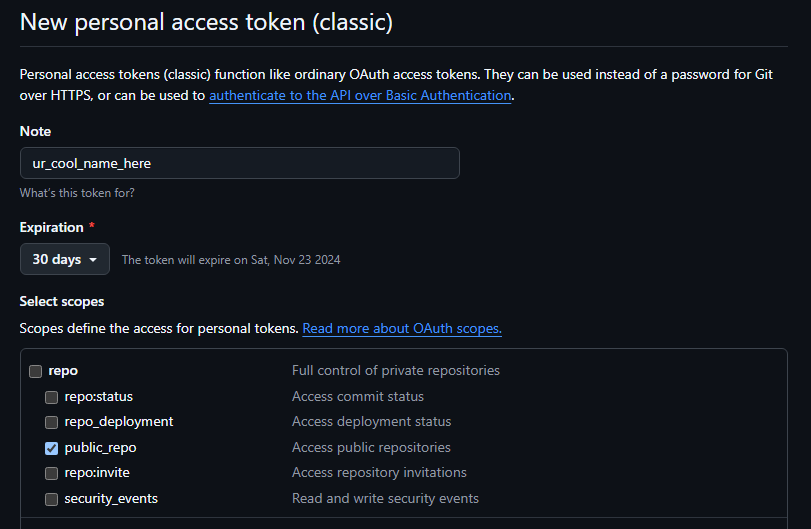 New personal access token (classic)
Personal access tokens (classic) function like ordinary OAuth access tokens. They can be used instead of a password for Git
over HTTPS, or can be used to authenticate to the API over Basic Authentication.
Note
ur_cool_name_here
What's this token for?
Expiration *
30 days The token will expire on Sat, Nov 23 2024
Select scopes
Scopes define the access for personal tokens. Read more about OAuth scopes.
repo Full control of private repositories
repo:status Access commit status
repo_deployment Access deployment status
public_repo Access public repositories
repo:invite Access repository invitations
security_events Read and write security events